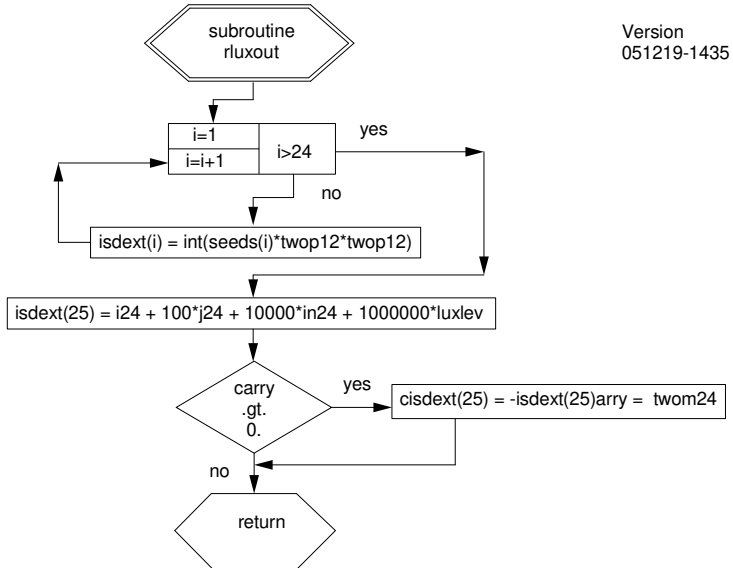 subroutine
rluxout
Version
051219-1435
i=1
i=i+1
i>24
yes
no
isdext(i) = int(seeds(i)*twop12*twop12)
isdext(25) = i24 + 100*j24 + 10000*in24 + 1000000*luxlev
carry
.gt.
0.
yes
cisdext(25) = -isdext(25)arry = twom24
no
return